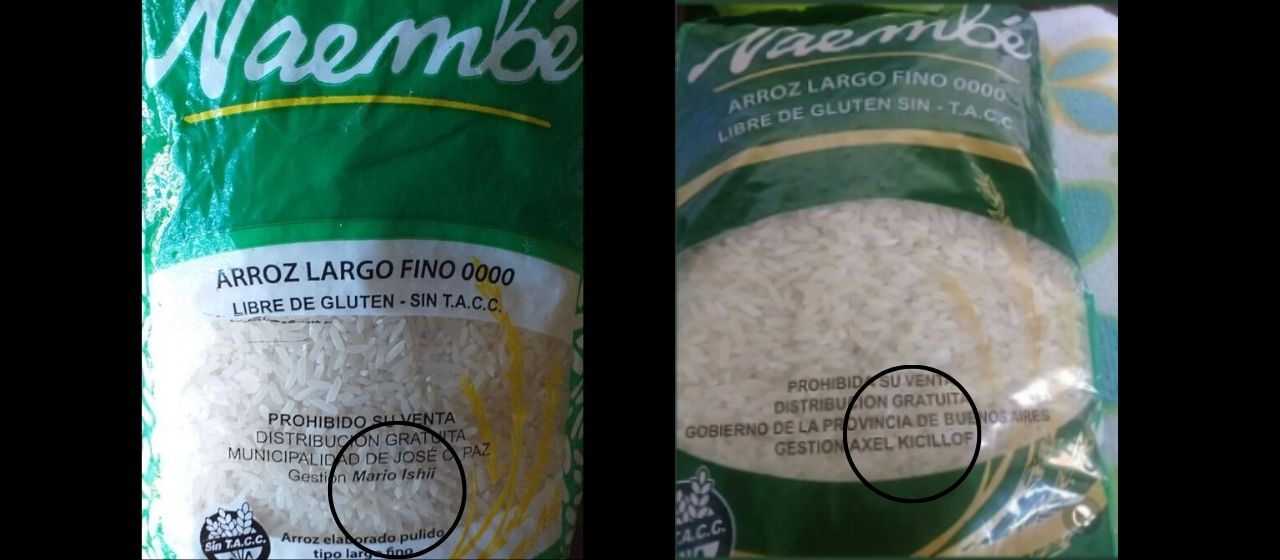 Naembé
ARROZ LARGO FINO 0000
LIBRE DE GLUTEN - SIN T.A.C.C.
PROHIBIDO SU VENTA
DISTRIBUCIÓN GRATUITA
MUNICIPALIDAD DE JOSÉ C. PAZ
Gestión Mario Ishii
Sin T.A.C.C.
Arroz elaborado pulido
tipo largo fino
Naembé
ARROZ LARGO FINO 0000
LIBRE DE GLUTEN SIN - T.A.C.C.
PROHIBIDA SU VENTA
DISTRIBUCION GRATUITA
GOBIERNO DE LA PROVINCIA DE BUENOS AIRES
GESTION AXEL KICILLOF
T.A.C.C.